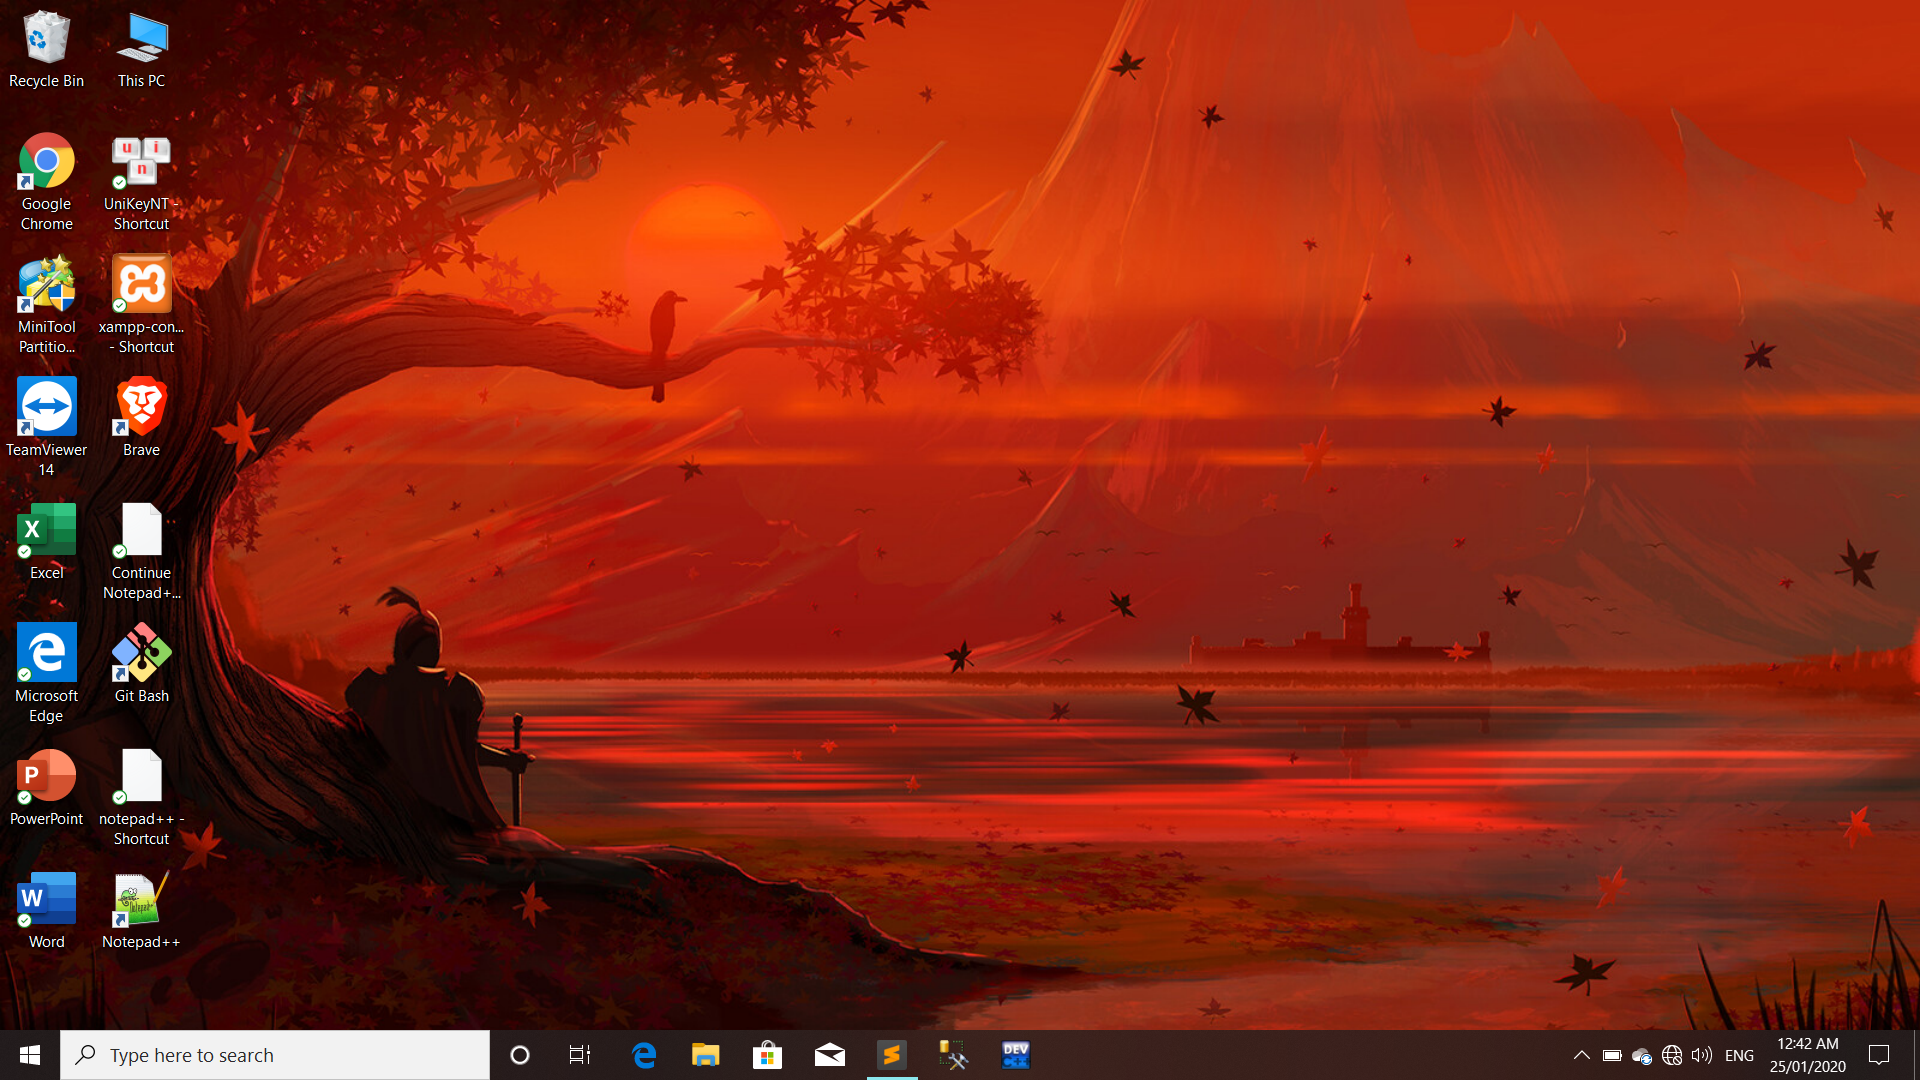 Recycle Bin
This PC
Google
Chrome
u i
n
UniKeyNT -
Shortcut
MiniTool
Partitio...
xampp-con...
- Shortcut
TeamViewer
14
Brave
X
Excel
Continue
Notepad+...
Microsoft
Edge
Git Bash
P
PowerPoint
notepad++ -
Shortcut
W
Word
Notepad++
Type here to search
DEV
C++
ENG
12:42 AM
25/01/2020